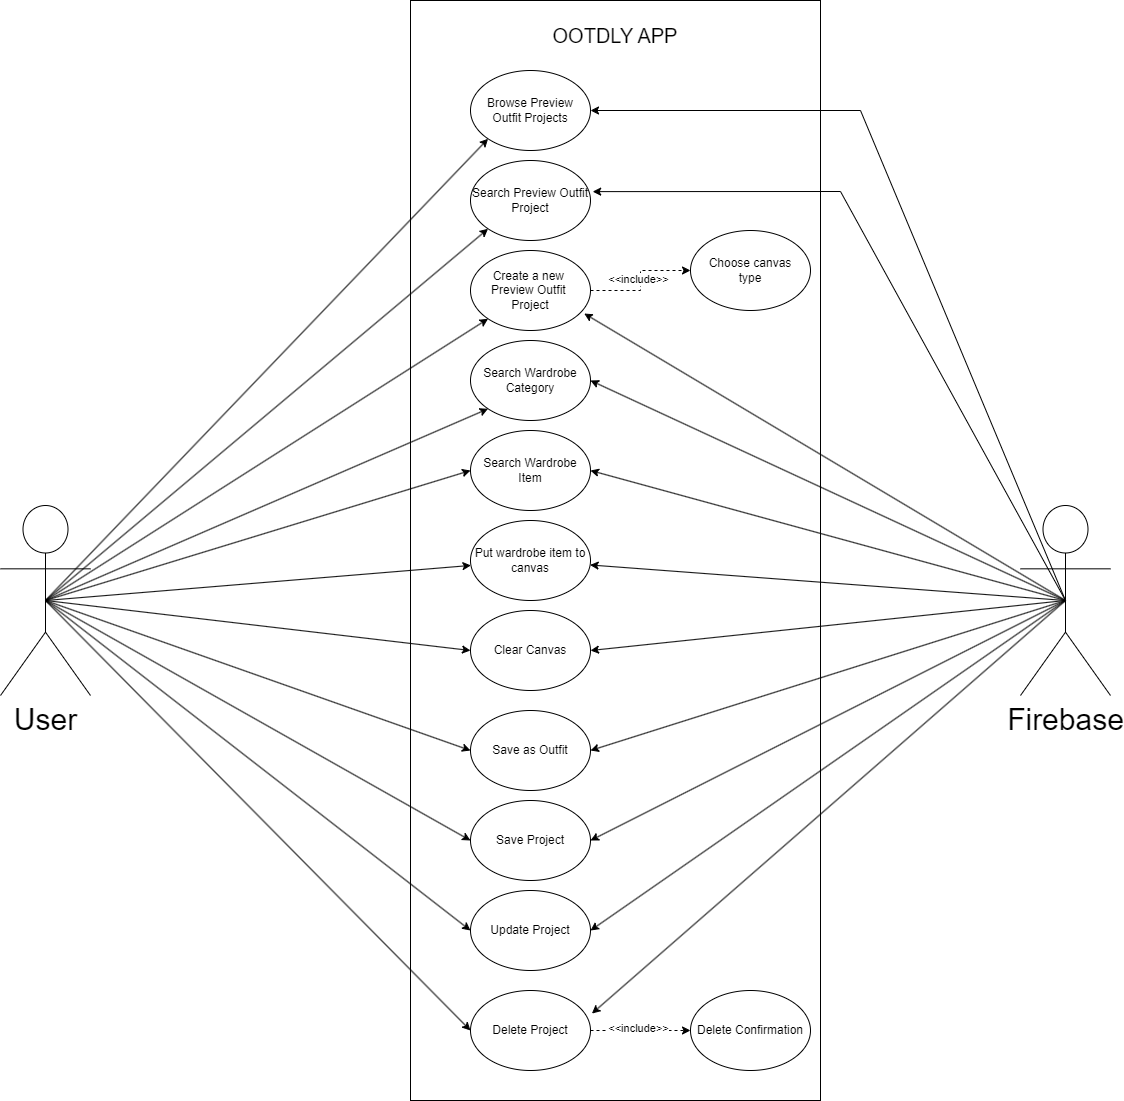 OOTDLY APP
Browse Preview
Outfit Projects
Search Preview Outfit
Project
Create a new
Preview Outfit
Project
<<include>>
Choose canvas
type
Search Wardrobe
Category
Search Wardrobe
Item
Put wardrobe item to
canvas
Clear Canvas
User
Firebase
Save as Outfit
Save Project
Update Project
Delete Project
<<include>>
Delete Confirmation